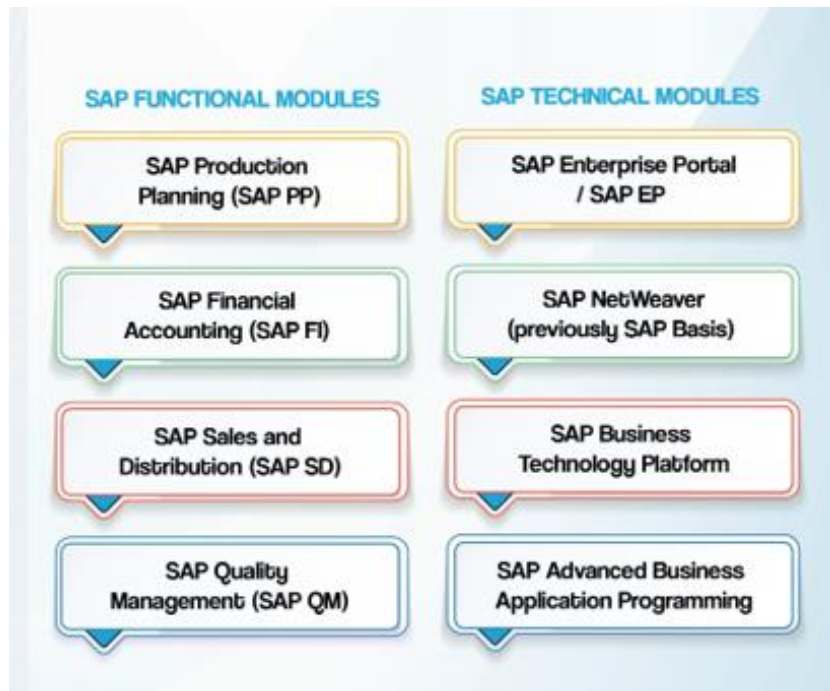 SAP FUNCTIONAL MODULES
SAP Production
Planning (SAP PP)
SAP Financial
Accounting (SAP FI)
SAP Sales and
Distribution (SAP SD)
SAP Quality
Management (SAP QM)
SAP TECHNICAL MODULES
SAP Enterprise Portal
/ SAP EP
SAP NetWeaver
(previously SAP Basis)
SAP Business
Technology Platform
SAP Advanced Business
Application Programming